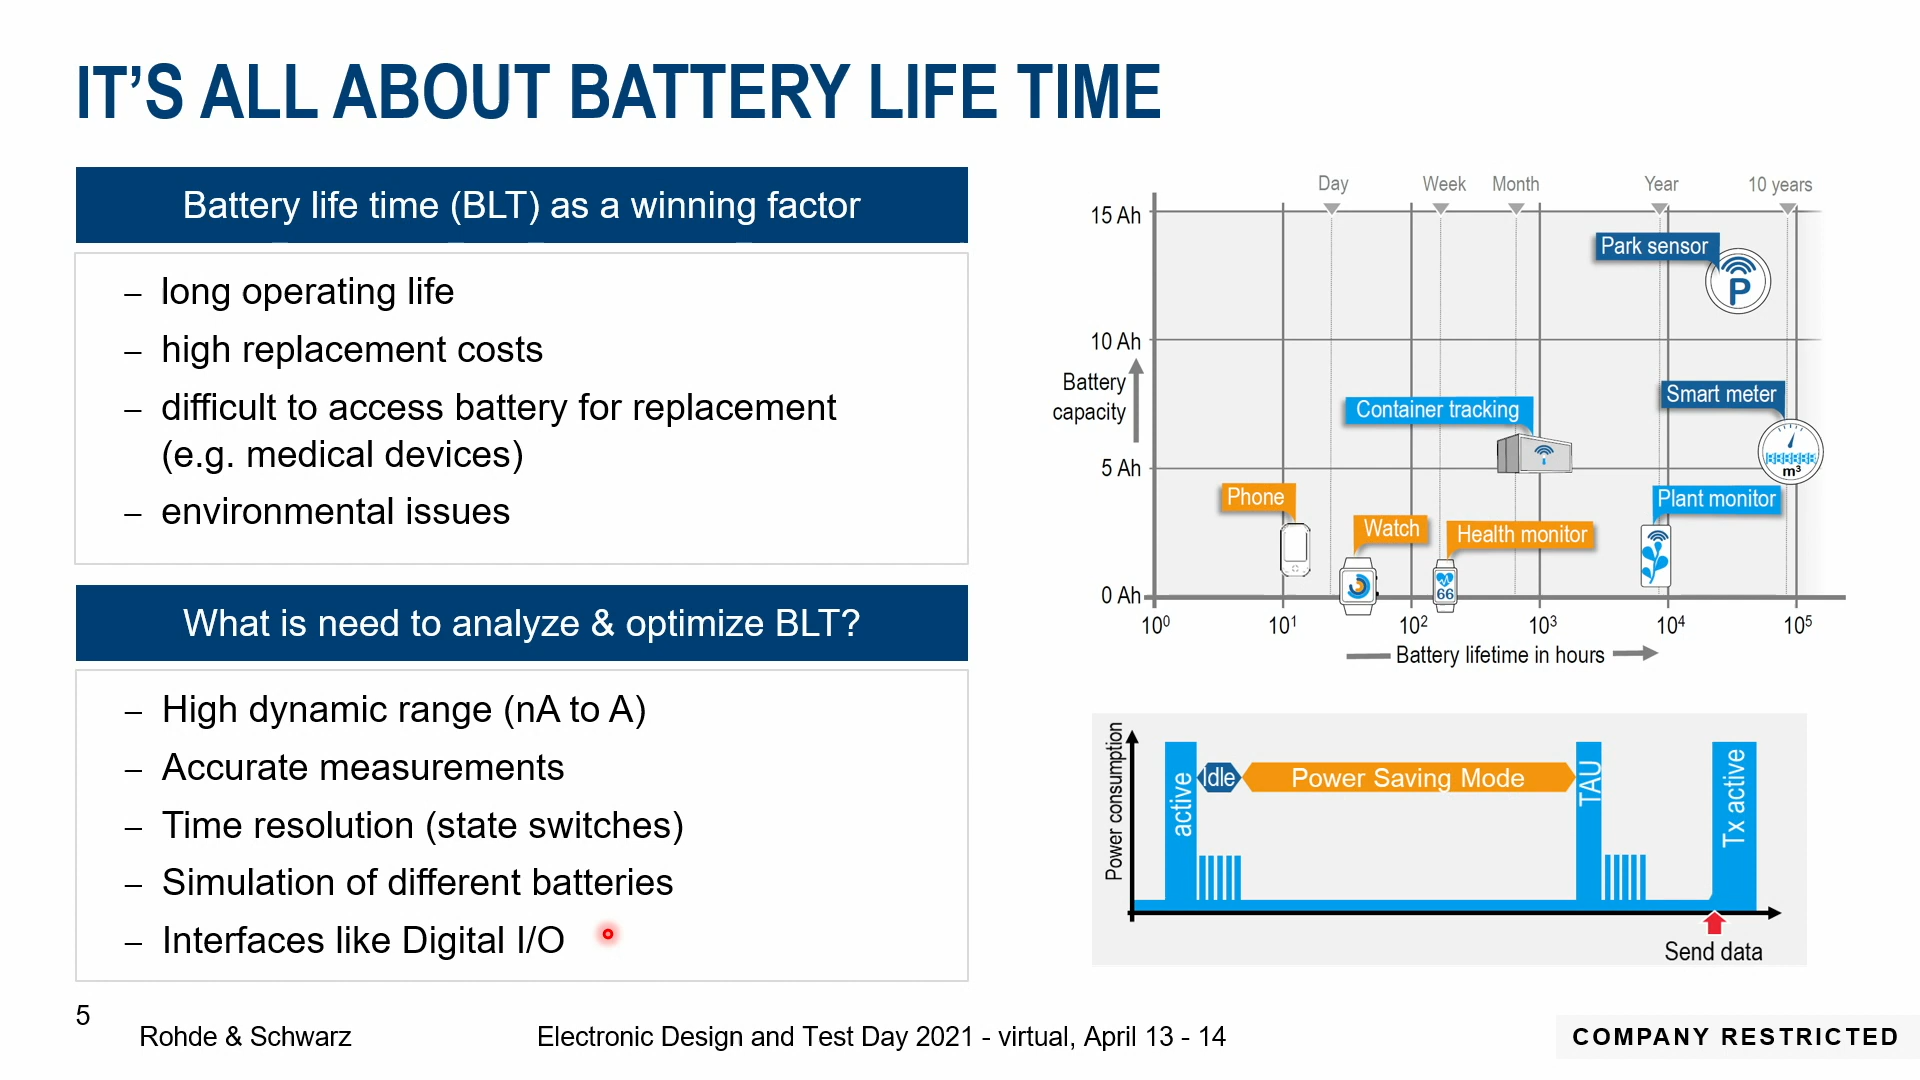 IT’S ALL ABOUT BATTERY LIFE TIME
Battery life time (BLT) as a winning factor
– long operating life
– high replacement costs
– difficult to access battery for replacement
(e.g. medical devices)
– environmental issues
What is need to analyze & optimize BLT?
– High dynamic range (nA to A)
– Accurate measurements
– Time resolution (state switches)
– Simulation of different batteries
– Interfaces like Digital I/O
Day Week Month Year 10 years
15 Ah
Park sensor
P
10 Ah
Battery
capacity
Smart meter
Container tracking
m³
5 Ah
Phone
Plant monitor
Watch
Health monitor
66
0 Ah
10⁰ 10¹ 10² 10³ 10⁴ 10⁵
Battery lifetime in hours
Power consumption
active
Idle
Power Saving Mode
TAU
Tx active
Send data
5
Rohde & Schwarz
Electronic Design and Test Day 2021 - virtual, April 13 - 14
COMPANY RESTRICTED